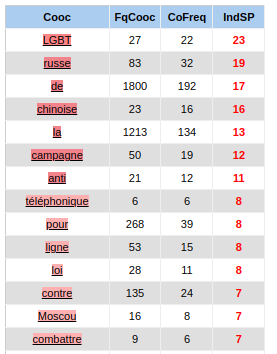 Cooc FqCooc CoFreq IndSP
LGBT 27 22 23
russe 83 32 19
de 1800 192 17
chinoise 23 16 16
la 1213 134 13
campagne 50 19 12
anti 21 12 11
téléphonique 6 6 8
pour 268 39 8
ligne 53 15 8
loi 28 11 8
contre 135 24 7
Moscou 16 8 7
combattre 9 6 7